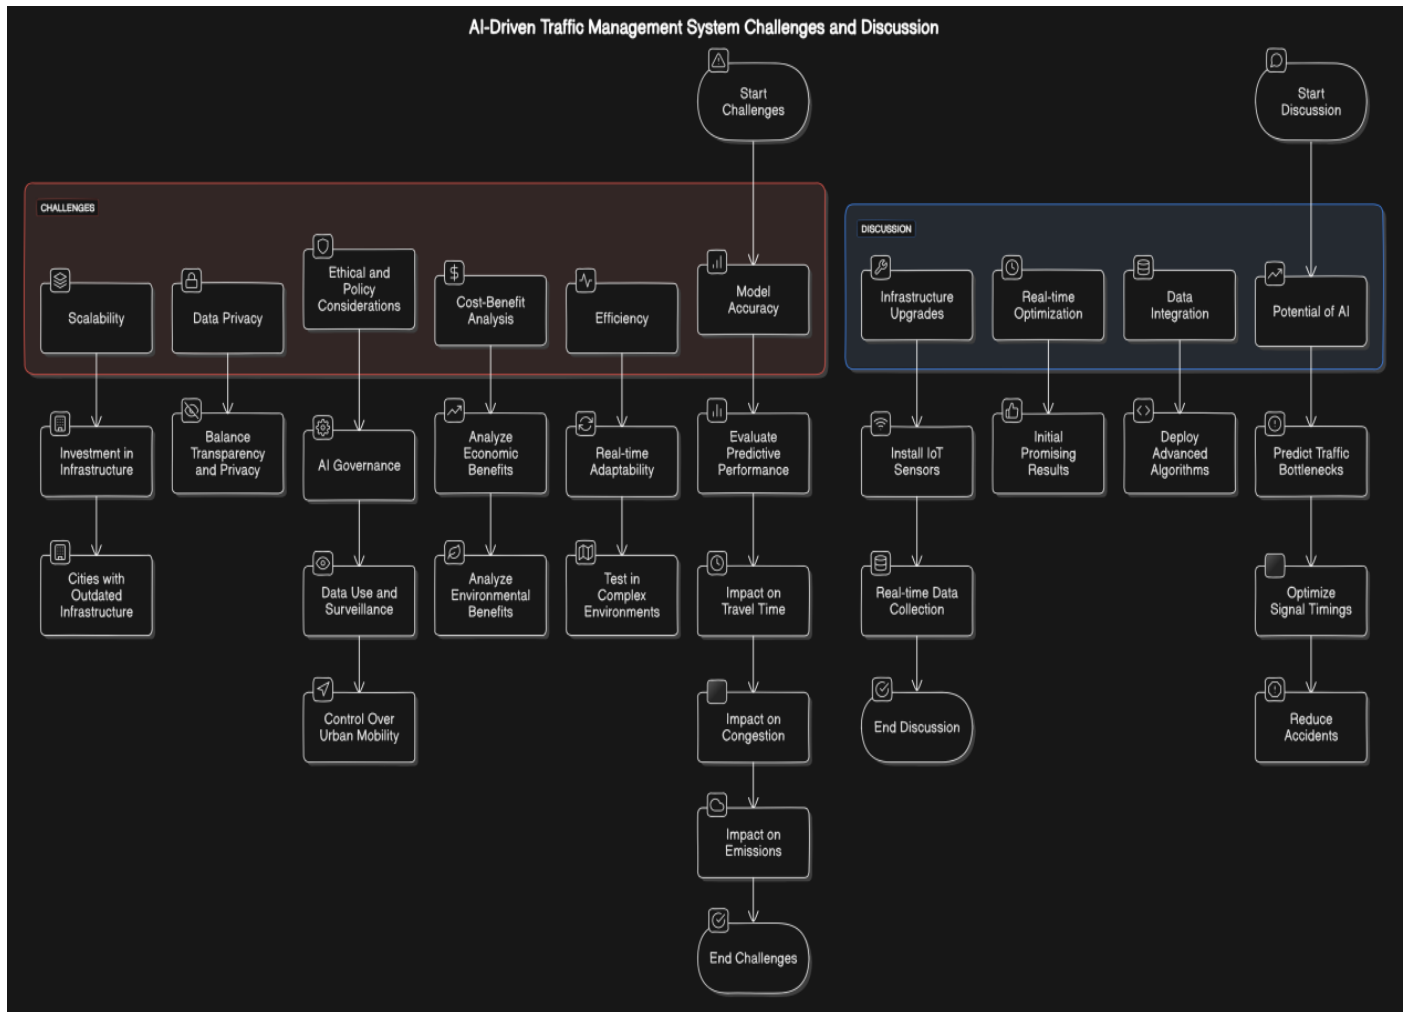 AI-Driven Traffic Management System Challenges and Discussion
Start
Challenges
Start
Discussion
CHALLENGES
Scalability
Data Privacy
Ethical and
Policy
Considerations
Cost-Benefit
Analysis
Efficiency
Model
Accuracy
DISCUSSION
Infrastructure
Upgrades
Real-time
Optimization
Data
Integration
Potential of AI
Investment in
Infrastructure
Balance
Transparency
and Privacy
AI Governance
Analyze
Economic
Benefits
Real-time
Adaptability
Evaluate
Predictive
Performance
Install IoT
Sensors
Initial
Promising
Results
Deploy
Advanced
Algorithms
Predict Traffic
Bottlenecks
Cities with
Outdated
Infrastructure
Data Use and
Surveillance
Analyze
Environmental
Benefits
Test in
Complex
Environments
Impact on
Travel Time
Real-time Data
Collection
Optimize
Signal Timings
Control Over
Urban Mobility
Impact on
Congestion
End Discussion
Reduce
Accidents
Impact on
Emissions
End Challenges